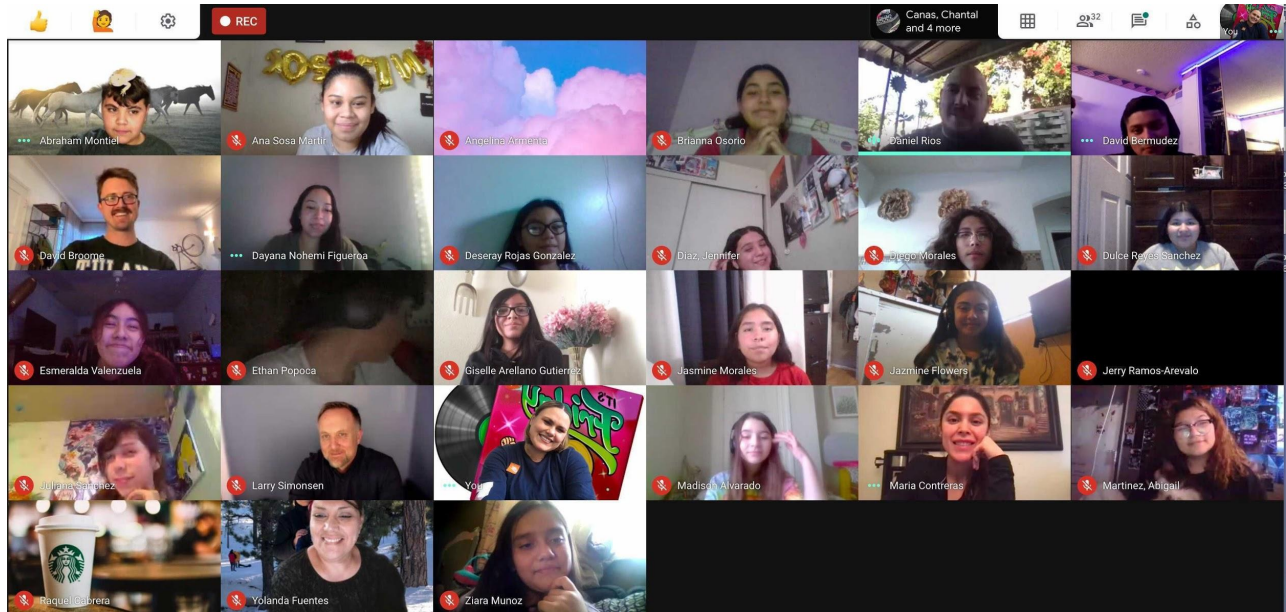 REC
Canas, Chantal
and 4 more
32
You
Abraham Montiel
Ana Sosa Martir
Angelina Armenta
Brianna Osorio
Daniel Rios
David Bermudez
David Broome
Dayana Nohemi Figueroa
Deseray Rojas Gonzalez
Diaz, Jennifer
Diego Morales
Dulce Reyes Sanchez
Esmeralda Valenzuela
Ethan Popoca
Giselle Arellano Gutierrez
Jasmine Morales
Jazmine Flowers
Jerry Ramos-Arevalo
IT'S
Friday
Juliana Sanchez
Larry Simonsen
You
Madison Alvarado
Maria Contreras
Martinez, Abigail
Raquel Cabrera
Yolanda Fuentes
Ziara Munoz